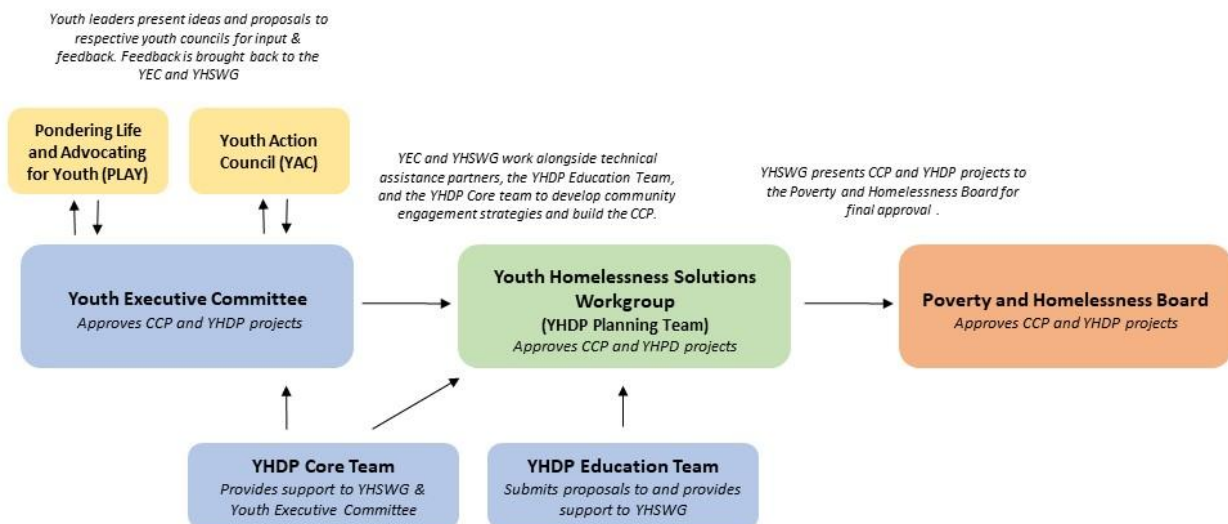 Youth leaders present ideas and proposals to
respective youth councils for input &
feedback. Feedback is brought back to the
YEC and YHSWG
Pondering Life
and Advocating
for Youth (PLAY)
Youth Action
Council (YAC)
YEC and YHSWG work alongside technical
assistance partners, the YHDP Education Team,
and the YHDP Core team to develop community
engagement strategies and build the CCP.
YHSWG presents CCP and YHDP projects to
the Poverty and Homelessness Board for
final approval .
Youth Executive Committee
Approves CCP and YHDP projects
Youth Homelessness Solutions
Workgroup
(YHDP Planning Team)
Approves CCP and YHPD projects
Poverty and Homelessness Board
Approves CCP and YHDP projects
YHDP Core Team
Provides support to YHSWG &
Youth Executive Committee
YHDP Education Team
Submits proposals to and provides
support to YHSWG